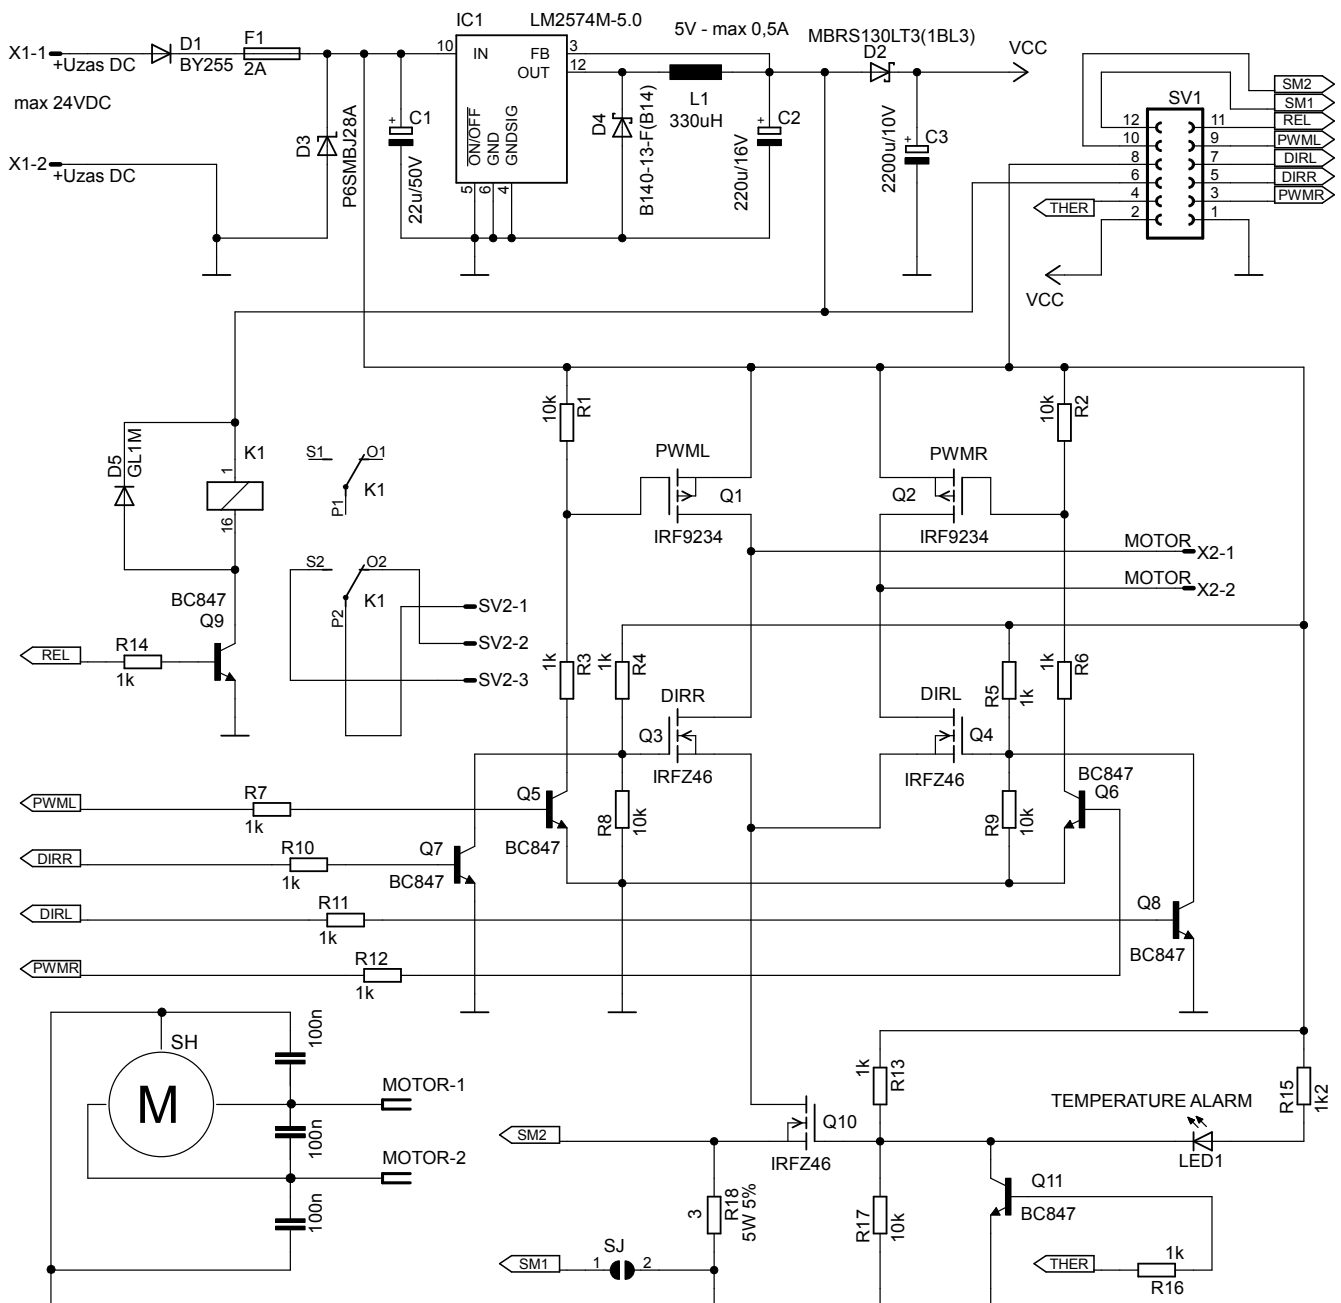 IC1 LM2574M-5.0
5V - max 0,5A
MBRS130LT3(1BL3)
X1-1
+Uzas DC
D1
BY255
F1
2A
10 IN FB 3
OUT 12
D2
VCC
max 24VDC
X1-2
+Uzas DC
D3
P6SMBJ28A
+ C1
22u/50V
ON/OFF
GND
GNDSIG
5 6 4
D4
B140-13-F(B14)
L1
330uH
+ C2
220u/16V
+ C3
2200u/10V
SV1
12 11
10 9
8 7
6 5
4 3
2 1
SM2
SM1
REL
PWML
DIRL
DIRR
PWMR
THER
VCC
10k
R1
10k
R2
D5
GL1M
K1
1
16
S1 O1
P1
K1
PWML
Q1
IRF9234
PWMR
Q2
IRF9234
MOTOR
X2-1
MOTOR
X2-2
S2 O2
P2
K1
SV2-1
SV2-2
SV2-3
BC847
Q9
REL
R14
1k
1k
R3
1k
R4
R5
1k
1k
R6
DIRR
Q3
IRFZ46
DIRL
Q4
IRFZ46
PWML
R7
1k
Q5
BC847
R8
10k
R9
10k
BC847
Q6
DIRR
R10
1k
Q7
BC847
DIRL
R11
1k
Q8
BC847
PWMR
R12
1k
SH
M
100n
100n
100n
MOTOR-1
MOTOR-2
1k
R13
R15
1k2
TEMPERATURE ALARM
LED1
SM2
Q10
IRFZ46
3
R18
5W 5%
R17
10k
Q11
BC847
SM1
1 SJ 2
THER
1k
R16